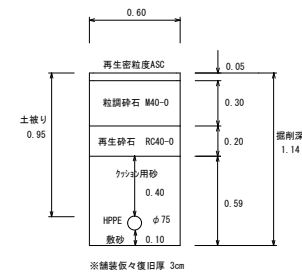 0.60
再生密粒度ASC
0.05
粒調砕石 M40-0
0.30
土被り
0.95
再生砕石 RC40-0
0.20
掘削深
1.14
クッション用砂
0.40
0.59
HPPE φ75
敷砂 0.10
※舗装仮々復旧厚 3cm